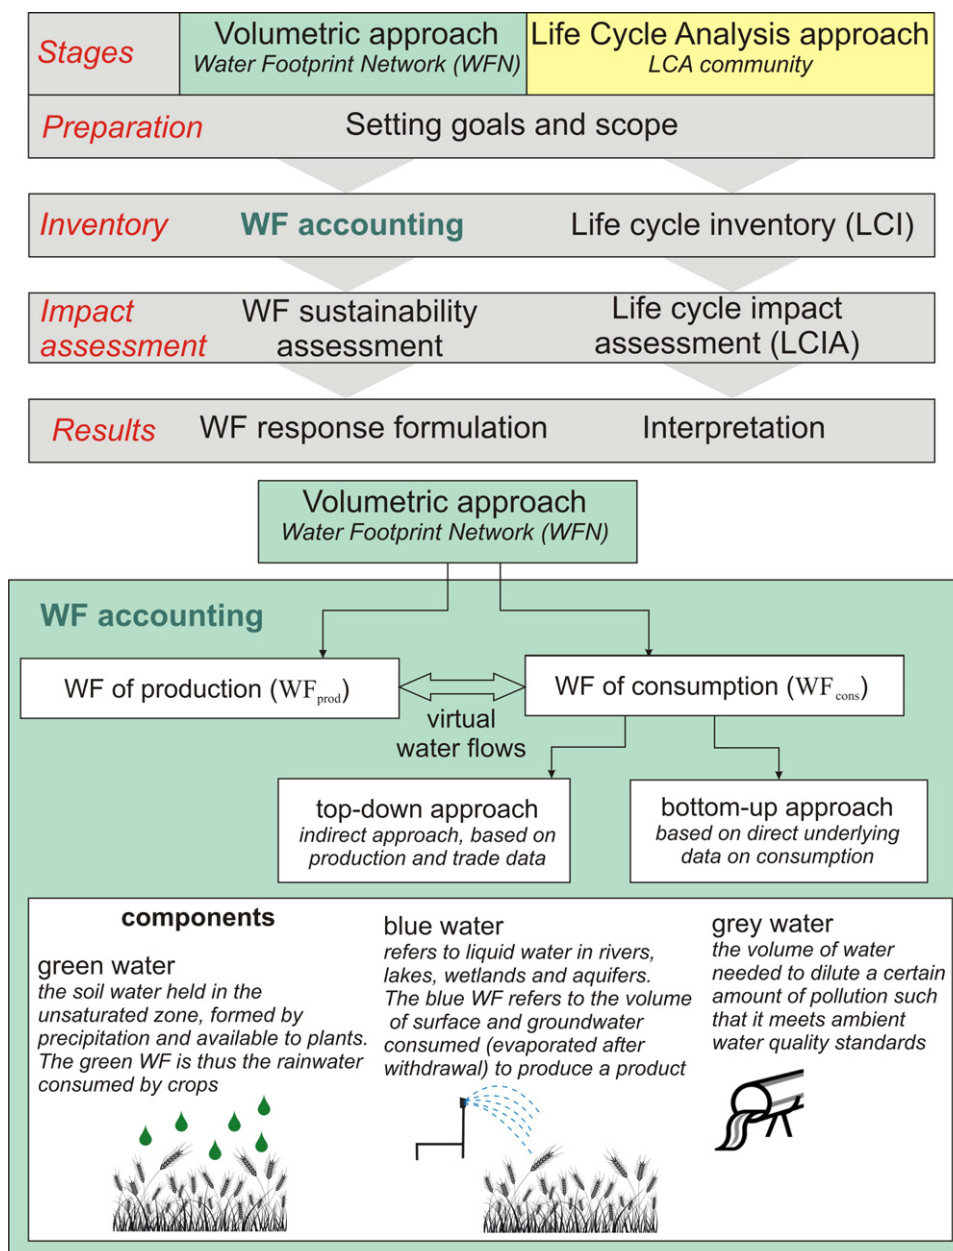 Stages
Volumetric approach
Water Footprint Network (WFN)
Life Cycle Analysis approach
LCA community
Preparation
Setting goals and scope
Inventory
WF accounting
Life cycle inventory (LCI)
Impact
assessment
WF sustainability
assessment
Life cycle impact
assessment (LCIA)
Results
WF response formulation
Interpretation
Volumetric approach
Water Footprint Network (WFN)
WF accounting
WF of production (WFprod)
WF of consumption (WFcons)
virtual
water flows
top-down approach
indirect approach, based on
production and trade data
bottom-up approach
based on direct underlying
data on consumption
components
green water
the soil water held in the
unsaturated zone, formed by
precipitation and available to plants.
The green WF is thus the rainwater
consumed by crops
blue water
refers to liquid water in rivers,
lakes, wetlands and aquifers.
The blue WF refers to the volume
of surface and groundwater
consumed (evaporated after
withdrawal) to produce a product
grey water
the volume of water
needed to dilute a certain
amount of pollution such
that it meets ambient
water quality standards